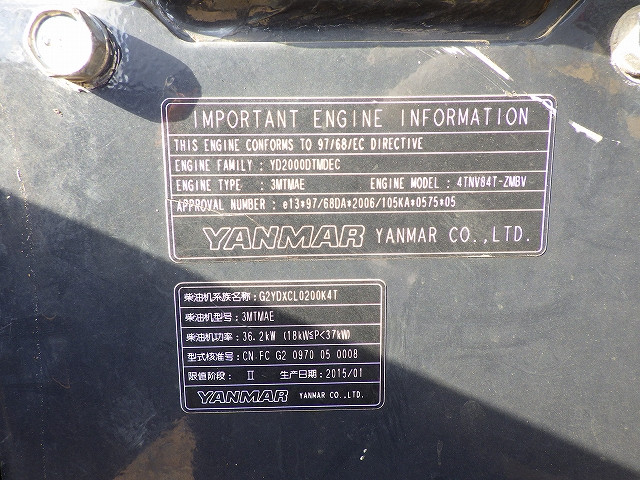 IMPORTANT ENGINE INFORMATION
THIS ENGINE CONFORMS TO 97/68/EC DIRECTIVE
ENGINE FAMILY : YD2000DTMDEC
ENGINE TYPE : 3MTMAE ENGINE MODEL : 4TNV84T-ZMBV
APPROVAL NUMBER : e13*97/68DA*2006/105KA*0575*05
YANMAR YANMAR CO.,LTD.
柴油机系族名称：G2YDXCL0200K4T
柴油机型号：3MTMAE
柴油机功率：36.2kW (18kW≦P<37kW)
型式核准号：CN FC G2 0970 05 0008
限值阶段： Ⅱ 生产日期：2015/01
YANMAR YANMAR CO.,LTD.